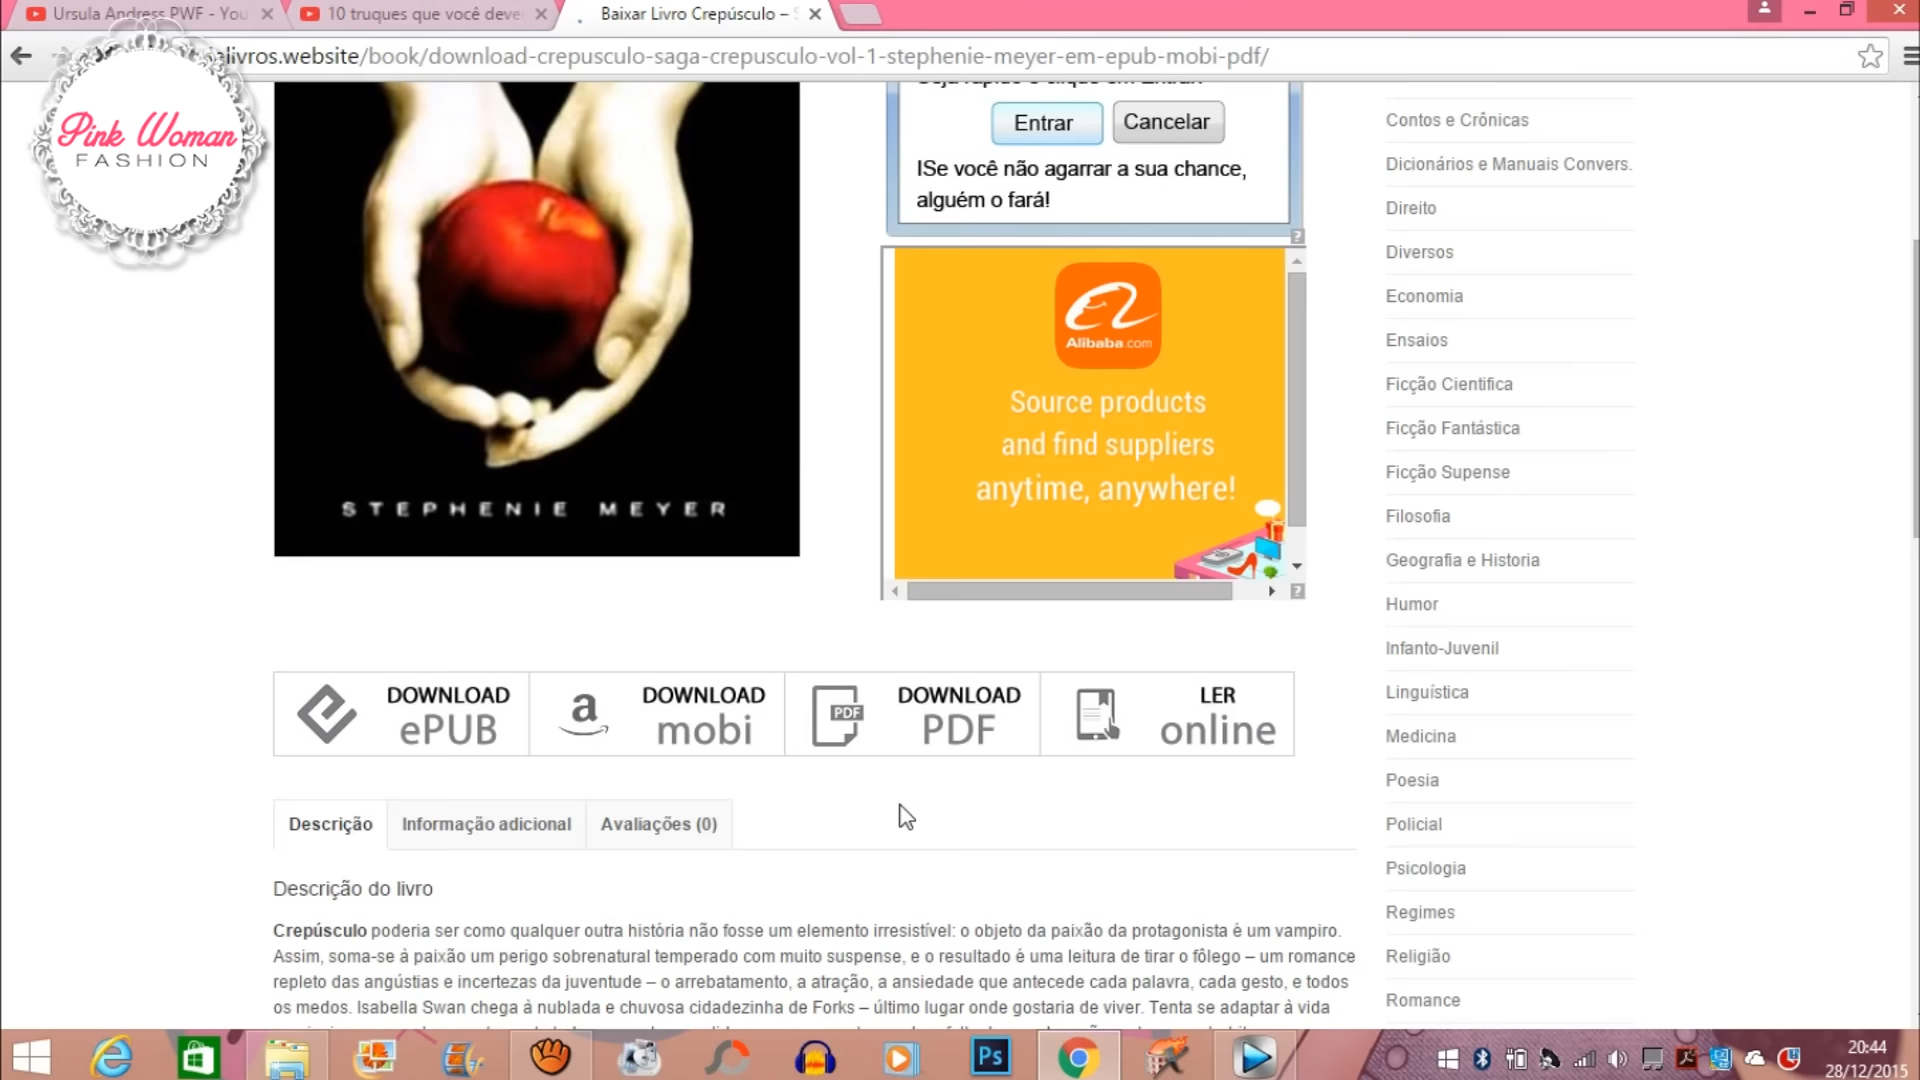 Ursula Andress PWF - You
10 truques que você deve
Baixar Livro Crepúsculo –
livros.website/book/download-crepusculo-saga-crepusculo-vol-1-stephenie-meyer-em-epub-mobi-pdf/
Pink Woman
FASHION
STEPHENIE MEYER
Entrar
Cancelar
ISe você não agarrar a sua chance,
alguém o fará!
Alibaba.com
Source products
and find suppliers
anytime, anywhere!
Contos e Crônicas
Dicionários e Manuais Convers.
Direito
Diversos
Economia
Ensaios
Ficção Cientifica
Ficção Fantástica
Ficção Supense
Filosofia
Geografia e Historia
Humor
Infanto-Juvenil
Linguística
Medicina
Poesia
Policial
Psicologia
Regimes
Religião
Romance
DOWNLOAD
ePUB
DOWNLOAD
mobi
PDF
DOWNLOAD
PDF
LER
online
Descrição
Informação adicional
Avaliações (0)
Descrição do livro
Crepúsculo poderia ser como qualquer outra história não fosse um elemento irresistível: o objeto da paixão da protagonista é um vampiro.
Assim, soma-se à paixão um perigo sobrenatural temperado com muito suspense, e o resultado é uma leitura de tirar o fôlego – um romance
repleto das angústias e incertezas da juventude – o arrebatamento, a atração, a ansiedade que antecede cada palavra, cada gesto, e todos
os medos. Isabella Swan chega à nublada e chuvosa cidadezinha de Forks – último lugar onde gostaria de viver. Tenta se adaptar à vida
Ps
20:44
28/12/2015